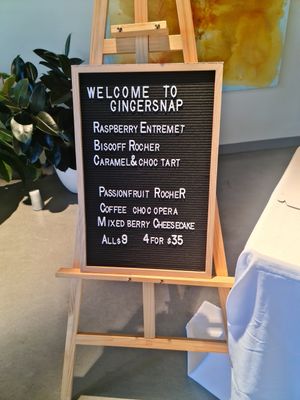 WELCOME TO
GINGERSNAP
RASPBERRY ENTREMET
BISCOFF ROCHER
CARAMEL&CHOC TART
PASSIONFRUIT ROCHER
COFFEE CHOC OPERA
MIXED BERRY CHEESECAKE
ALL $9 4 FOR $35